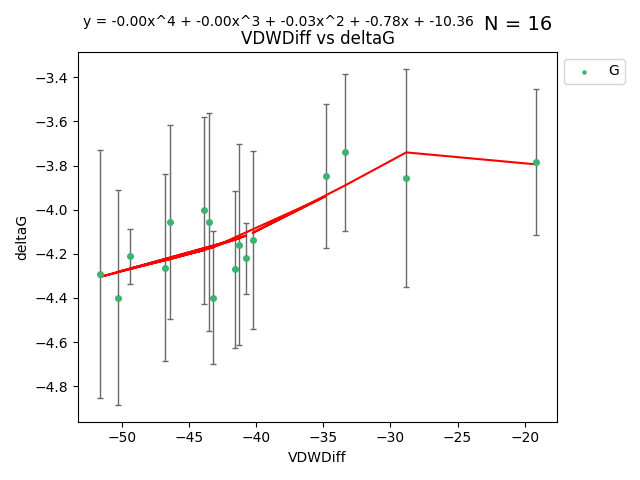 y = -0.00x^4 + -0.00x^3 + -0.03x^2 + -0.78x + -10.36 N = 16
VDWDiff vs deltaG
G
deltaG
−3.4
−3.6
−3.8
−4.0
−4.2
−4.4
−4.6
−4.8
−50 −45 −40 −35 −30 −25 −20
VDWDiff